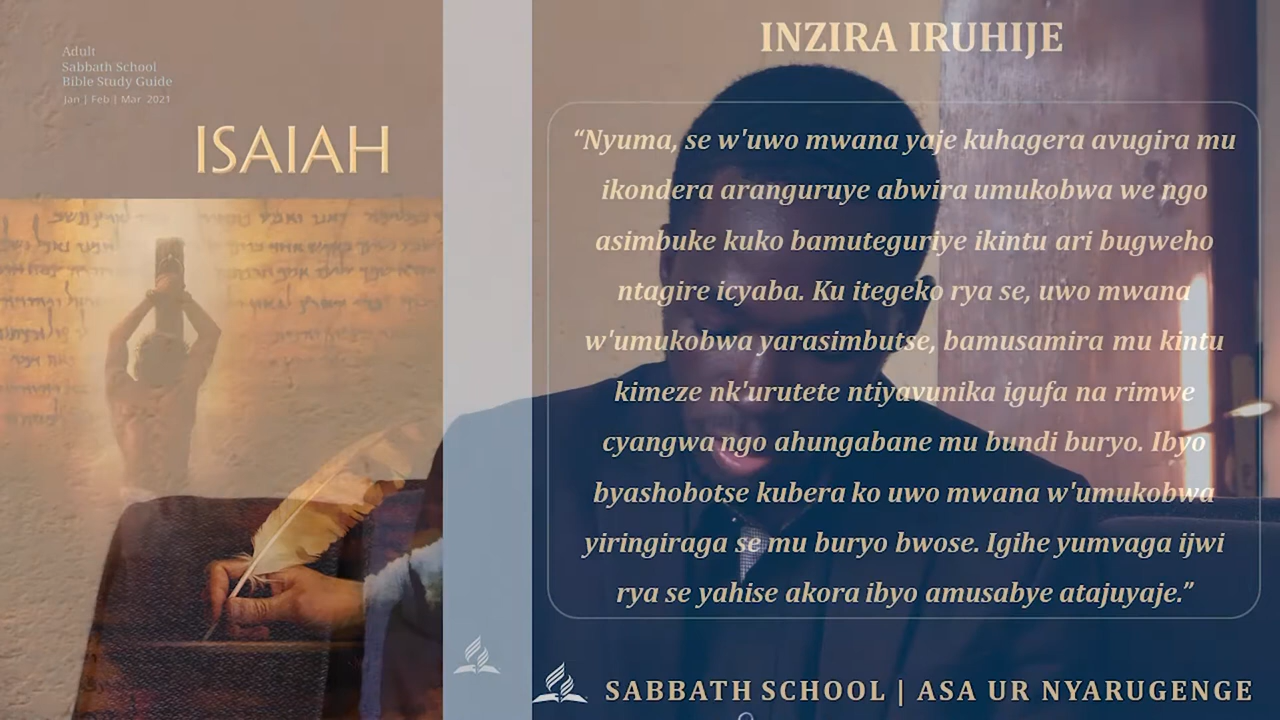 Adult
Sabbath School
Bible Study Guide
Jan | Feb | Mar 2021
ISAIAH
INZIRA IRUHIJE
“Nyuma, se w'uwo mwana yaje kuhagera avugira mu
ikondera aranguruye abwira umukobwa we ngo
asimbuke kuko bamuteguriye ikintu ari bugweho
ntagire icyaba. Ku itegeko rya se, uwo mwana
w'umukobwa yarasimbutse, bamusamira mu kintu
kimeze nk'urutete ntiyavunika igufa na rimwe
cyangwa ngo ahungabane mu bundi buryo. Ibyo
byashobotse kubera ko uwo mwana w'umukobwa
yiringiraga se mu buryo bwose. Igihe yumvaga ijwi
rya se yahise akora ibyo amusabye atajuyaje.”
SABBATH SCHOOL | ASA UR NYARUGENGE